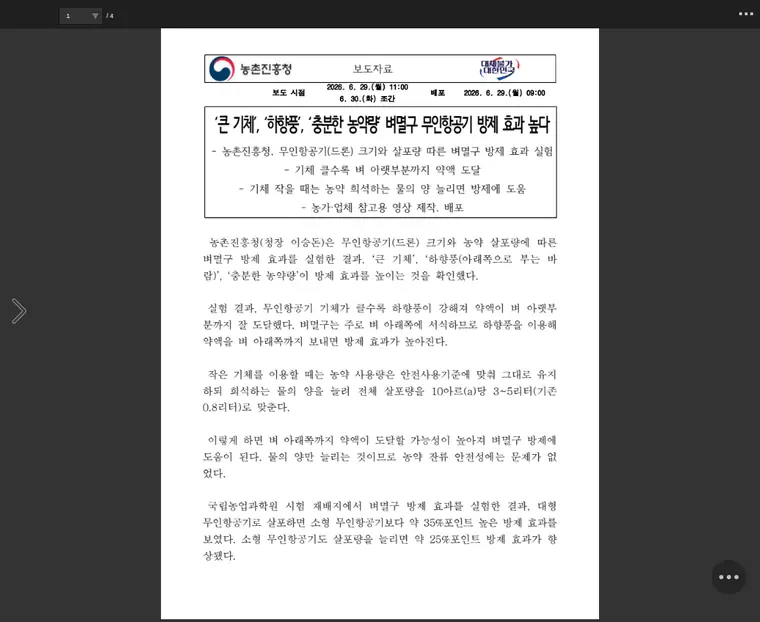 1
/ 4
농촌진흥청
보도자료
대체불가
대한민국
보도 시점
2026. 6. 29.(월) 11:00
6. 30.(화) 조간
배포
2026. 6. 29.(월) 09:00
‘큰 기체’, ‘하향풍’, ‘충분한 농약량’ 벼멸구 무인항공기 방제 효과 높다
- 농촌진흥청, 무인항공기(드론) 크기와 살포량 따른 벼멸구 방제 효과 실험
- 기체 클수록 벼 아랫부분까지 약액 도달
- 기체 작을 때는 농약 희석하는 물의 양 늘리면 방제에 도움
- 농가·업체 참고용 영상 제작, 배포
농촌진흥청(청장 이승돈)은 무인항공기(드론) 크기와 농약 살포량에 따른
벼멸구 방제 효과를 실험한 결과, ‘큰 기체’, ‘하향풍(아래쪽으로 부는 바
람)’, ‘충분한 농약량’이 방제 효과를 높이는 것을 확인했다.
실험 결과, 무인항공기 기체가 클수록 하향풍이 강해져 약액이 벼 아랫부
분까지 잘 도달했다. 벼멸구는 주로 벼 아래쪽에 서식하므로 하향풍을 이용해
약액을 벼 아래쪽까지 보내면 방제 효과가 높아진다.
작은 기체를 이용할 때는 농약 사용량은 안전사용기준에 맞춰 그대로 유지
하되 희석하는 물의 양을 늘려 전체 살포량을 10아르(a)당 3~5리터(기존
0.8리터)로 맞춘다.
이렇게 하면 벼 아래쪽까지 약액이 도달할 가능성이 높아져 벼멸구 방제에
도움이 된다. 물의 양만 늘리는 것이므로 농약 잔류 안전성에는 문제가 없
었다.
국립농업과학원 시험 재배지에서 벼멸구 방제 효과를 실험한 결과, 대형
무인항공기로 살포하면 소형 무인항공기보다 약 35%포인트 높은 방제 효과를
보였다. 소형 무인항공기도 살포량을 늘리면 약 25%포인트 방제 효과가 향
상됐다.